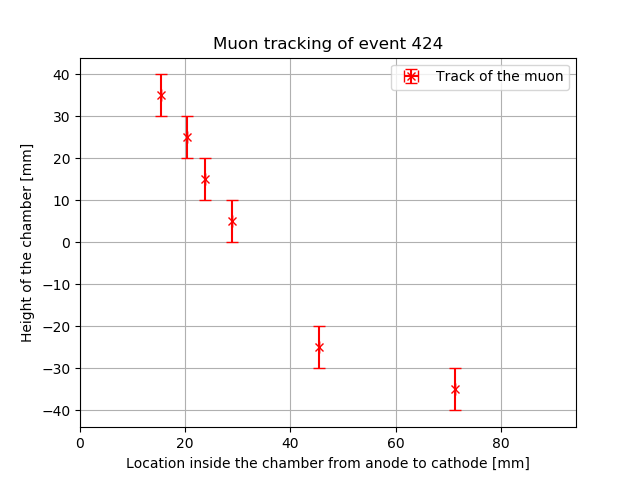 Muon tracking of event 424
Track of the muon
Height of the chamber [mm]
40
30
20
10
0
−10
−20
−30
−40
0 20 40 60 80
Location inside the chamber from anode to cathode [mm]